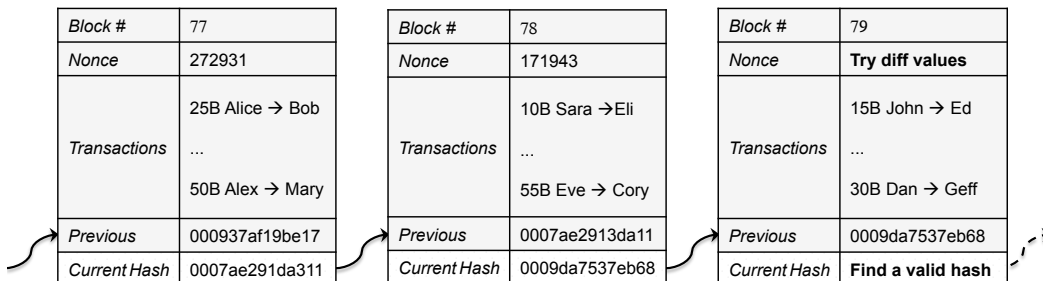 Block # 77
Nonce 272931
Transactions
25B Alice → Bob
...
50B Alex → Mary
Previous 000937af19be17
Current Hash 0007ae291da311
Block # 78
Nonce 171943
Transactions
10B Sara →Eli
...
55B Eve → Cory
Previous 0007ae2913da11
Current Hash 0009da7537eb68
Block # 79
Nonce Try diff values
Transactions
15B John → Ed
...
30B Dan → Geff
Previous 0009da7537eb68
Current Hash Find a valid hash